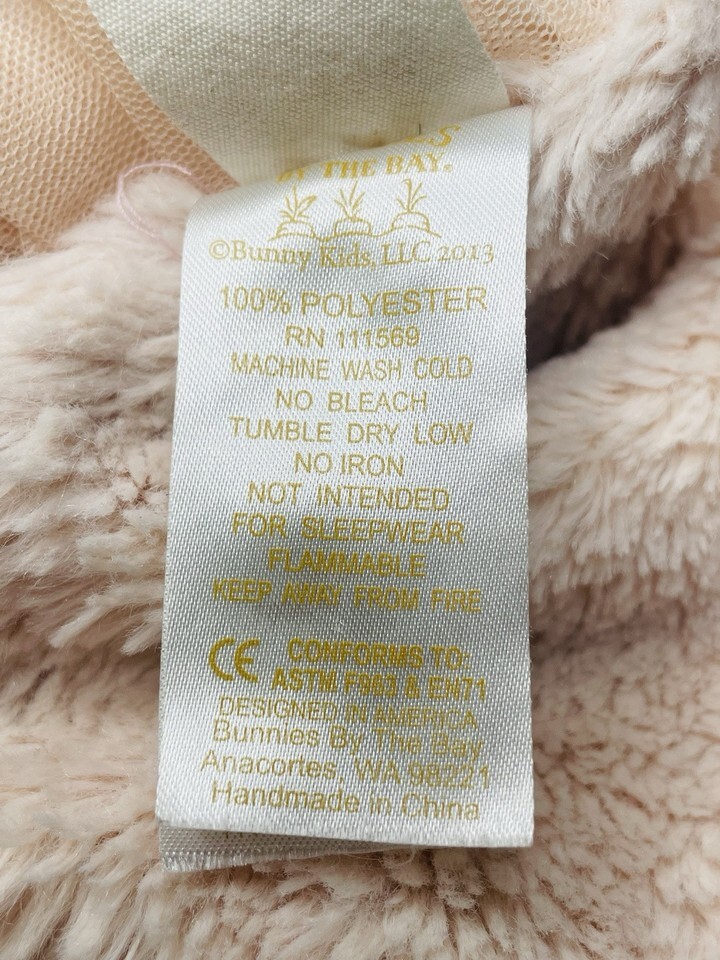 BY THE BAY®
©Bunny Kids, LLC 2013
100% POLYESTER
RN 111569
MACHINE WASH COLD
NO BLEACH
TUMBLE DRY LOW
NO IRON
NOT INTENDED
FOR SLEEPWEAR
FLAMMABLE
KEEP AWAY FROM FIRE
CE CONFORMS TO:
ASTM F963 & EN71
DESIGNED IN AMERICA
Bunnies By The Bay
Anacortes, WA 98221
Handmade in China